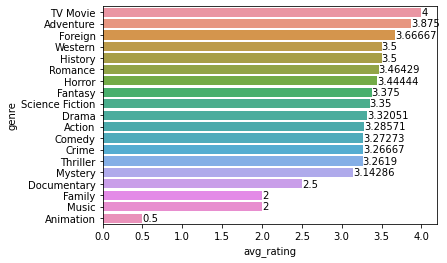 TV Movie 4
Adventure 3.875
Foreign 3.66667
Western 3.5
History 3.5
Romance 3.46429
Horror 3.44444
Fantasy 3.375
Science Fiction 3.35
Drama 3.32051
Action 3.28571
Comedy 3.27273
Crime 3.26667
Thriller 3.2619
Mystery 3.14286
Documentary 2.5
Family 2
Music 2
Animation 0.5
genre
0.0 0.5 1.0 1.5 2.0 2.5 3.0 3.5 4.0
avg_rating